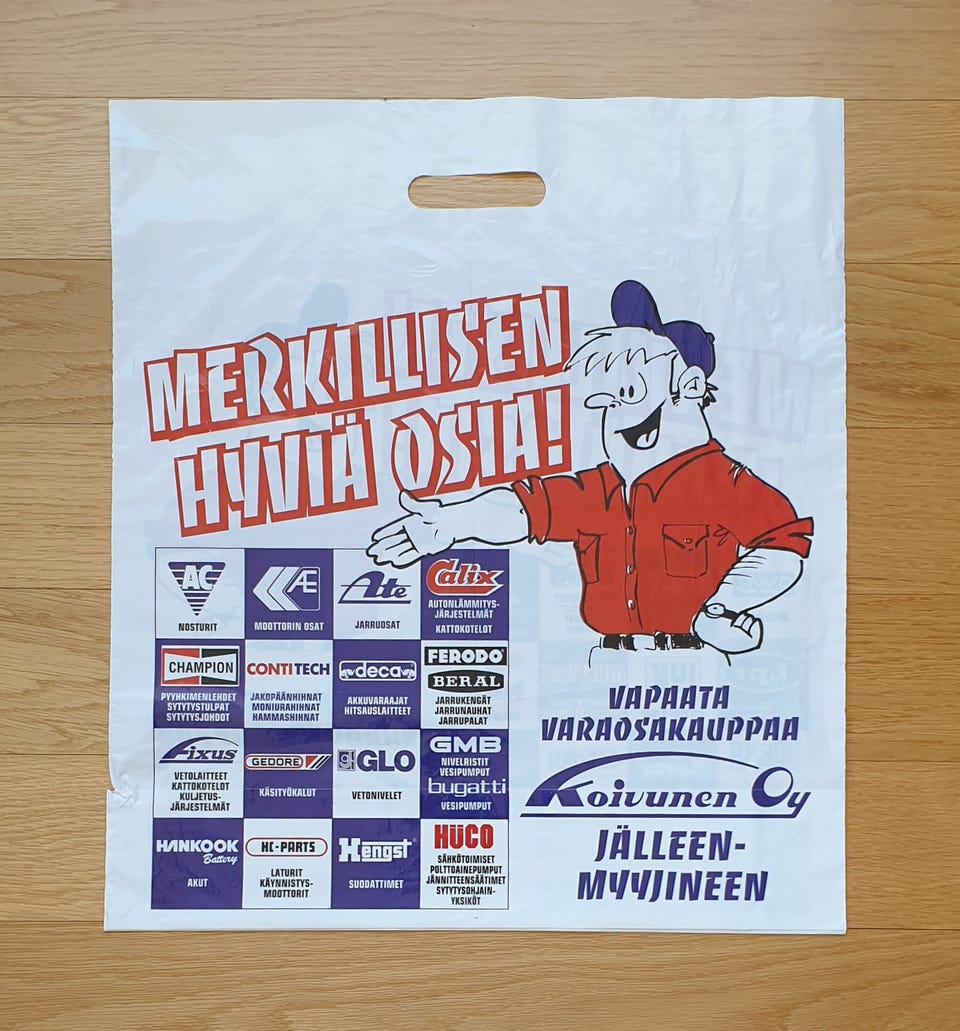 MERKILLISEN
HYVIÄ OSIA!
AC
NOSTURIT
AE
MOOTTORIN OSAT
Ate
JARRUOSAT
Calix
AUTONLÄMMITYS-
JÄRJESTELMÄT
KATTOKOTELOT
CHAMPION
PYYHKIMENLEHDET
SYTYTYSTULPAT
SYTYTYSJOHDOT
CONTITECH
JAKOPÄÄNHIHNAT
MONIURAHIHNAT
HAMMASHIHNAT
deca
AKKUVARAAJAT
HITSAUSLAITTEET
FERODO
BERAL
JARRUKENGÄT
JARRUNAUHAT
JARRUPALAT
Fixus
VETOLAITTEET
KATTOKOTELOT
KULJETUS-
JÄRJESTELMÄT
GEDORE
KÄSITYÖKALUT
GLO
VETONIVELET
GMB
NIVELRISTIT
VESIPUMPUT
bugatti
VESIPUMPUT
HANKOOK
Battery
AKUT
HC-PARTS
LATURIT
KÄYNNISTYS-
MOOTTORIT
Hengst
SUODATTIMET
HÜCO
SÄHKÖTOIMISET
POLTTOAINEPUMPUT
JÄNNITTEENSÄÄTIMET
SYTYTYSOHJAIN-
YKSIKÖT
VAPAATA
VARAOSAKAUPPAA
Koivunen Oy
JÄLLEEN-
MYYJINEEN